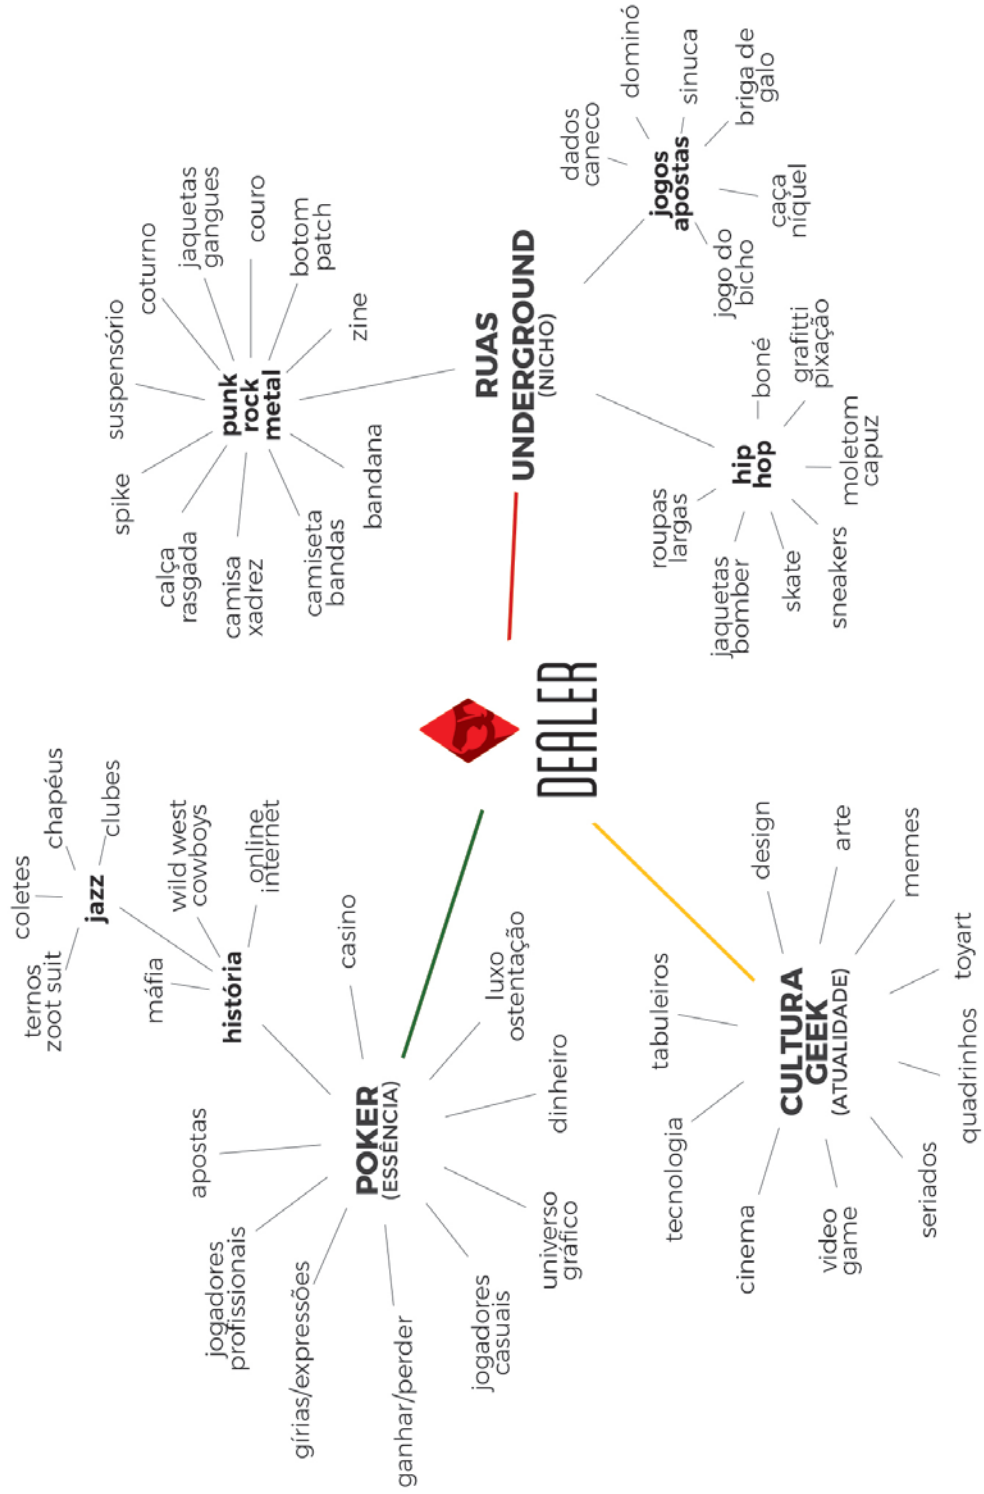 ternos
zoot suit
coletes
chapéus
clubes
jazz
máfia
wild west
cowboys
online
internet
história
apostas
casino
jogadores
profissionais
gírias/expressões
ganhar/perder
jogadores
casuais
universo
gráfico
dinheiro
luxo
ostentação
POKER
(ESSÊNCIA)
DEALER
spike
suspensório
coturno
jaquetas
gangues
couro
botom
patch
zine
calça
rasgada
camisa
xadrez
camiseta
bandas
bandana
punk
rock
metal
RUAS
UNDERGROUND
(NICHO)
dados
caneco
dominó
sinuca
briga de
galo
caça
níquel
jogo do
bicho
jogos
apostas
roupas
largas
jaquetas
bomber
skate
sneakers
moletom
capuz
grafitti
pixação
boné
hip
hop
tabuleiros
tecnologia
cinema
video
game
seriados
quadrinhos
toyart
memes
arte
design
CULTURA
GEEK
(ATUALIDADE)